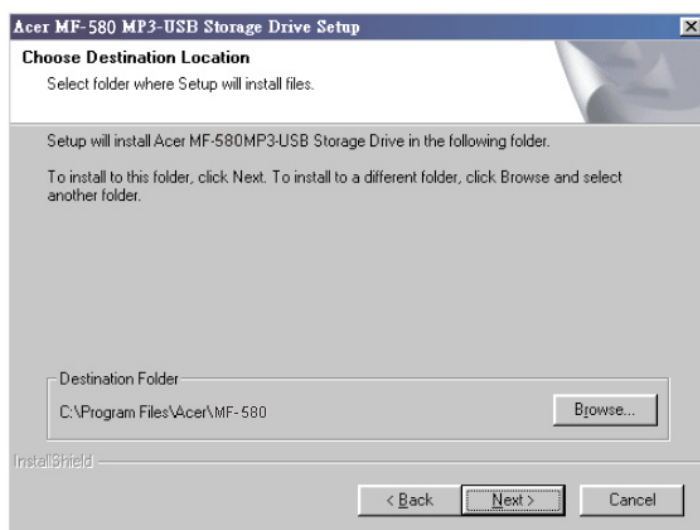 Acer MF-580 MP3-USB Storage Drive Setup
Choose Destination Location
Select folder where Setup will install files.
Setup will install Acer MF-580MP3-USB Storage Drive in the following folder.
To install to this folder, click Next. To install to a different folder, click Browse and select
another folder.
Destination Folder
C:\Program Files\Acer\MF-580
Browse...
InstallShield
< Back
Next >
Cancel